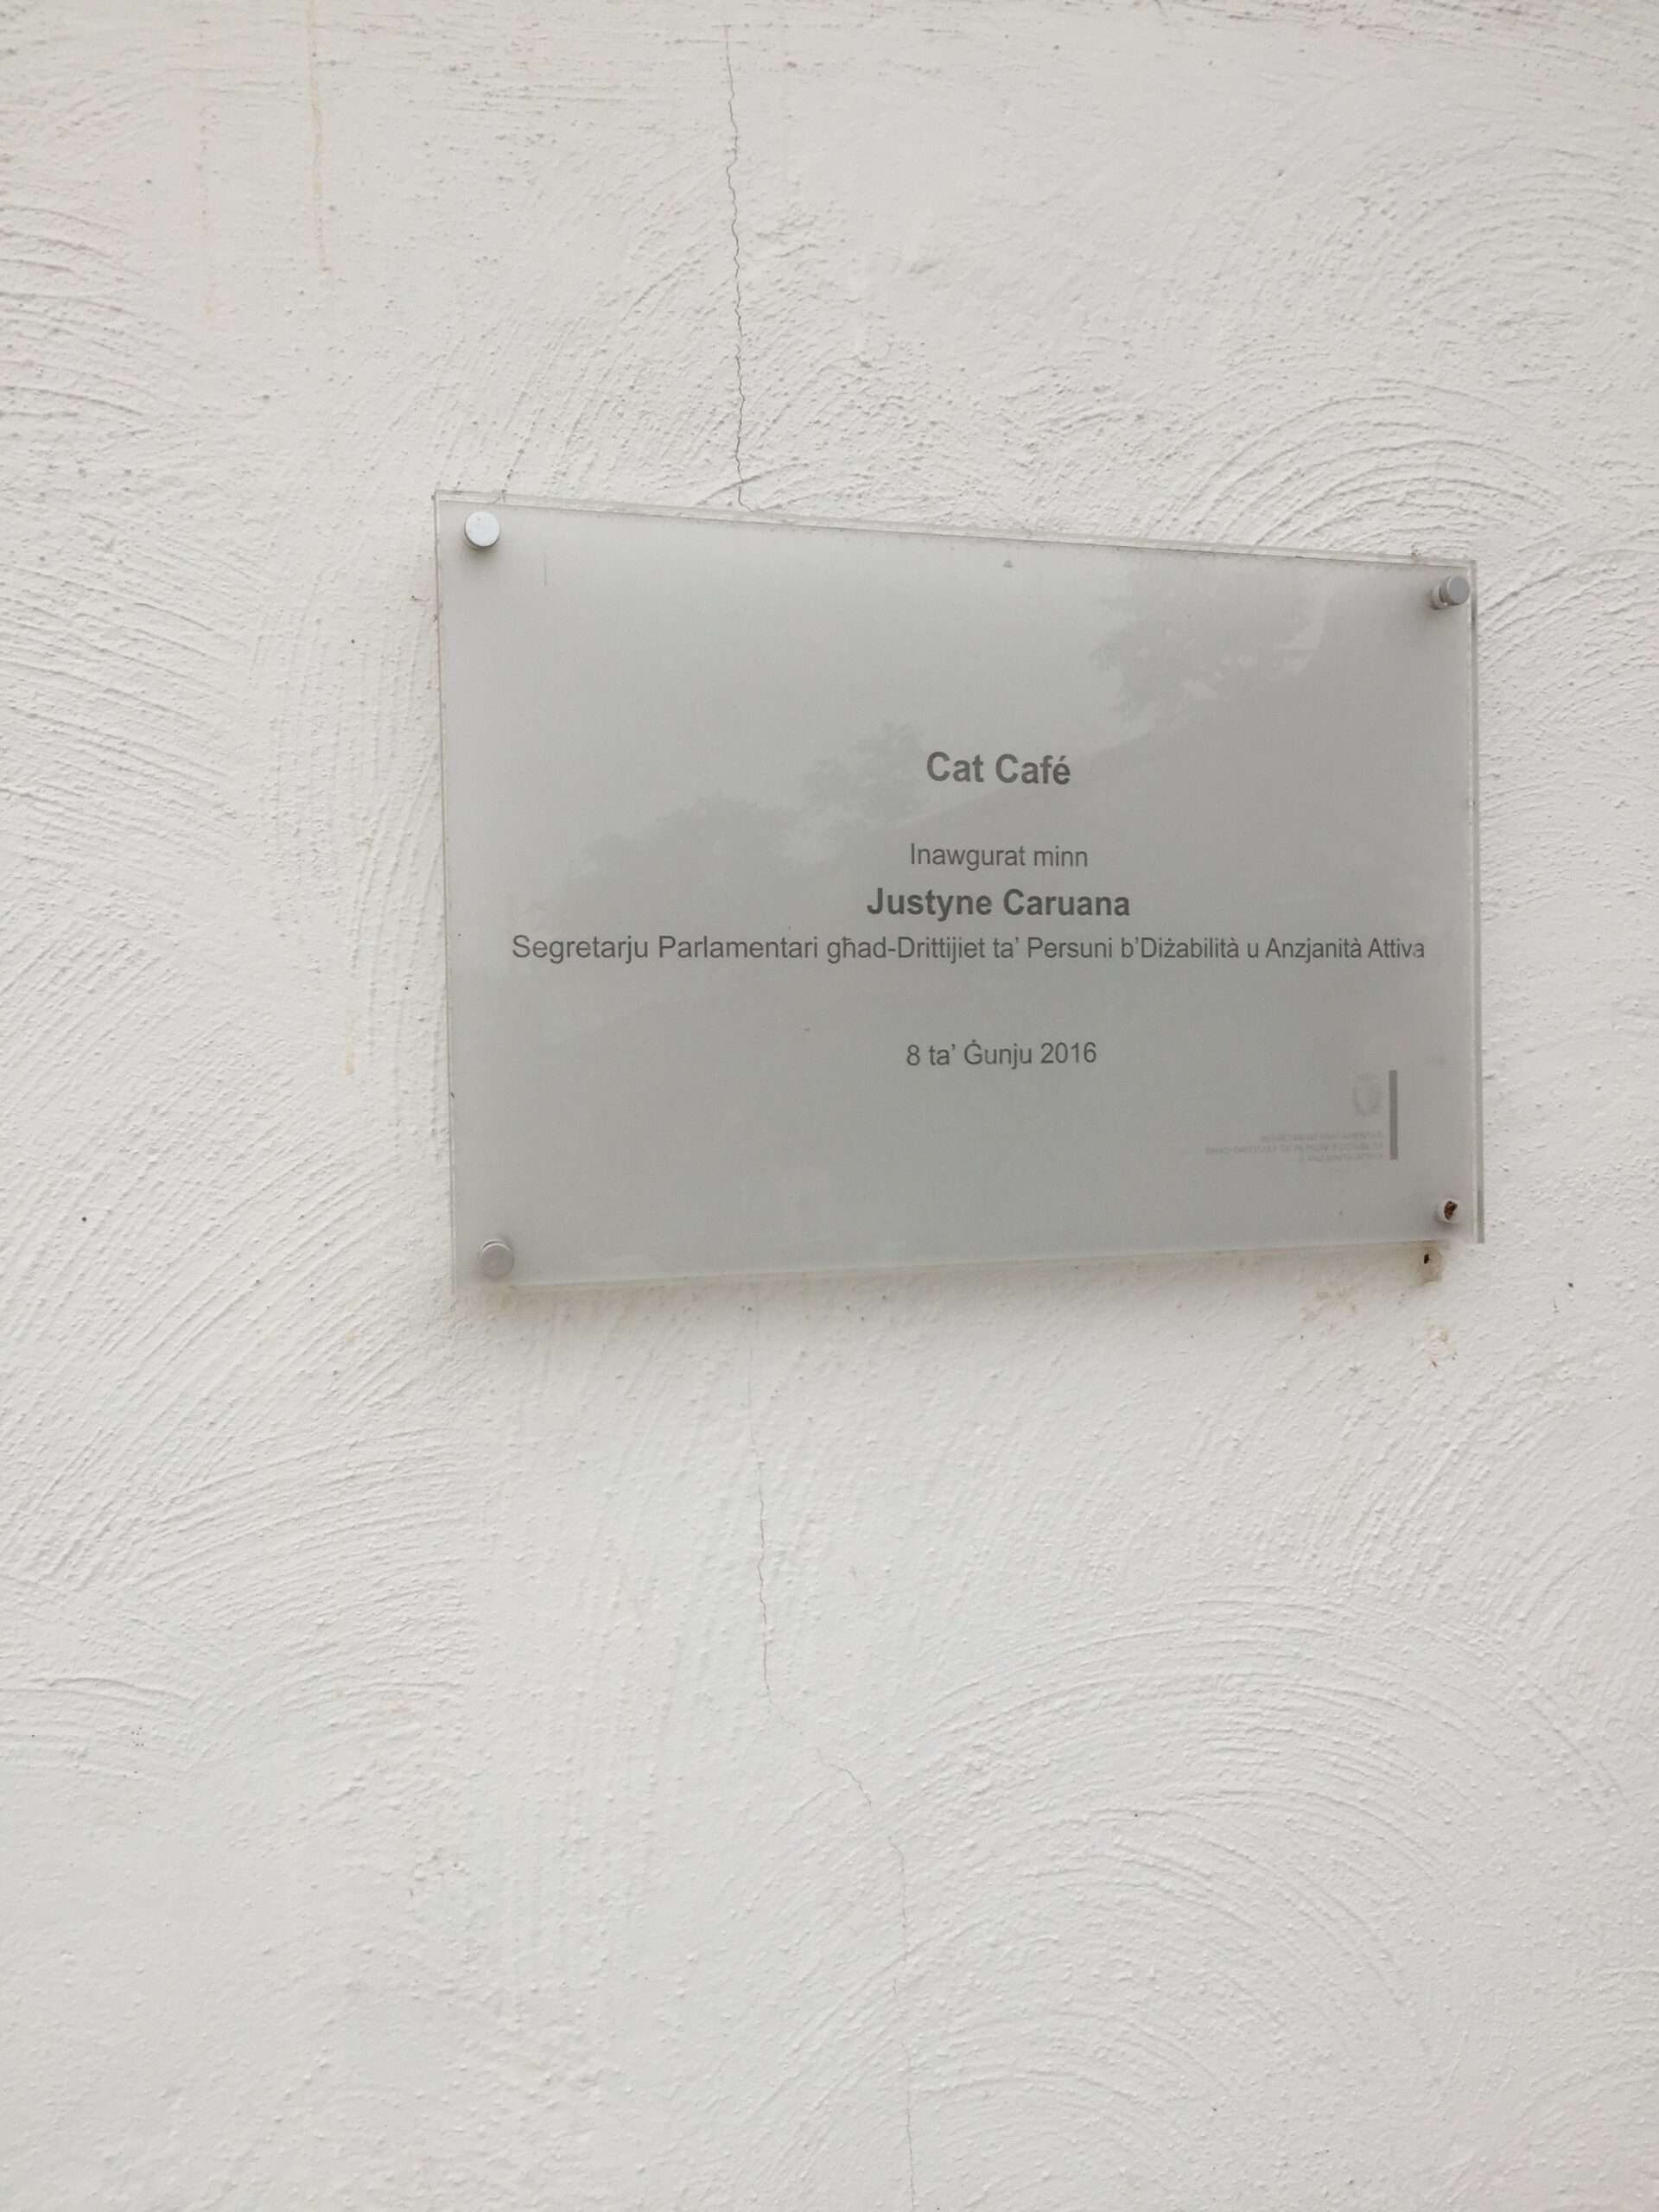 Cat Café
Inawgurat minn
Justyne Caruana
Segretarju Parlamentari għad-Drittijiet ta’ Persuni b’Diżabilità u Anzjanità Attiva
8 ta’ Ġunju 2016